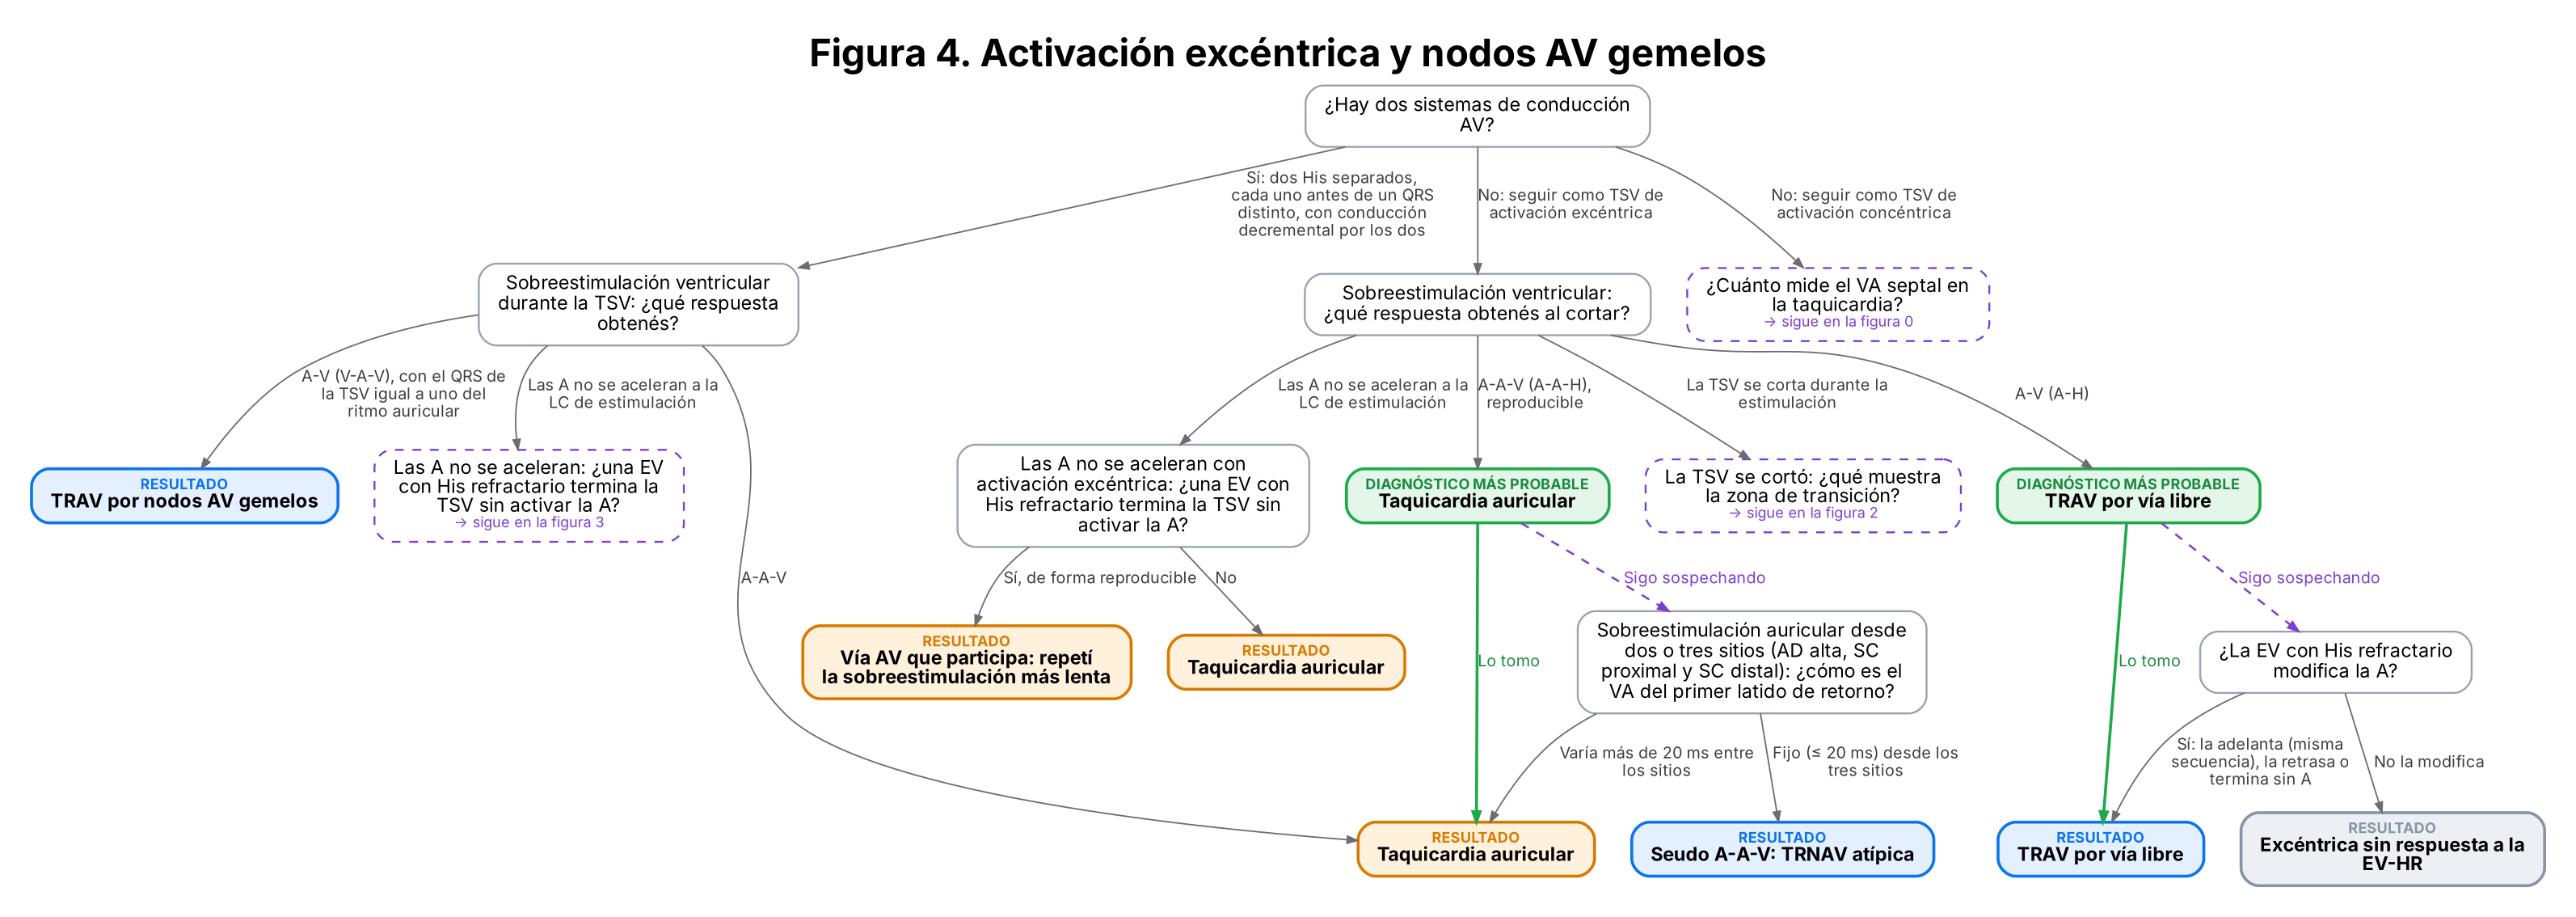 Figura 4. Activación excéntrica y nodos AV gemelos
¿Hay dos sistemas de conducción
AV?
Sí: dos His separados,
cada uno antes de un QRS
distinto, con conducción
decremental por los dos
No: seguir como TSV de
activación excéntrica
No: seguir como TSV de
activación concéntrica
Sobreestimulación ventricular
durante la TSV: ¿qué respuesta
obtenés?
Sobreestimulación ventricular:
¿qué respuesta obtenés al cortar?
¿Cuánto mide el VA septal en
la taquicardia?
→ sigue en la figura 0
A-V (V-A-V), con el QRS de
la TSV igual a uno del
ritmo auricular
Las A no se aceleran a la
LC de estimulación
Las A no se aceleran a la
LC de estimulación
A-A-V (A-A-H),
reproducible
La TSV se corta durante la
estimulación
A-V (A-H)
RESULTADO
TRAV por nodos AV gemelos
Las A no se aceleran: ¿una EV
con His refractario termina la
TSV sin activar la A?
→ sigue en la figura 3
Las A no se aceleran con
activación excéntrica: ¿una EV con
His refractario termina la TSV sin
activar la A?
DIAGNÓSTICO MÁS PROBABLE
Taquicardia auricular
La TSV se cortó: ¿qué muestra
la zona de transición?
→ sigue en la figura 2
DIAGNÓSTICO MÁS PROBABLE
TRAV por vía libre
A-A-V
Sí, de forma reproducible
No
Sigo sospechando
Sigo sospechando
RESULTADO
Vía AV que participa: repetí
la sobreestimulación más lenta
RESULTADO
Taquicardia auricular
Lo tomo
Sobreestimulación auricular desde
dos o tres sitios (AD alta, SC
proximal y SC distal): ¿cómo es el
VA del primer latido de retorno?
Lo tomo
¿La EV con His refractario
modifica la A?
Varía más de 20 ms entre
los sitios
Fijo (≤ 20 ms) desde los
tres sitios
Sí: la adelanta (misma
secuencia), la retrasa o
termina sin A
No la modifica
RESULTADO
Taquicardia auricular
RESULTADO
Seudo A-A-V: TRNAV atípica
RESULTADO
TRAV por vía libre
RESULTADO
Excéntrica sin respuesta a la
EV-HR